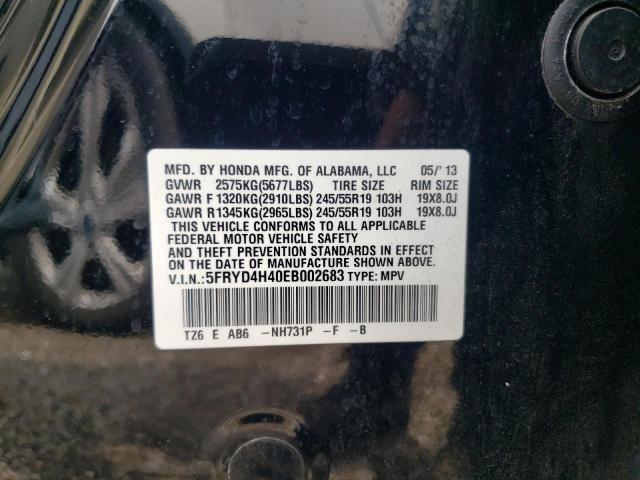 MFD. BY HONDA MFG. OF ALABAMA, LLC 05/'13
GVWR 2575KG(5677LBS) TIRE SIZE RIM SIZE
GAWR F 1320KG(2910LBS) 245/55R19 103H 19X8.0J
GAWR R1345KG(2965LBS) 245/55R19 103H 19X8.0J
THIS VEHICLE CONFORMS TO ALL APPLICABLE
FEDERAL MOTOR VEHICLE SAFETY
AND THEFT PREVENTION STANDARDS IN EFFECT
ON THE DATE OF MANUFACTURE SHOWN ABOVE.
V.I.N.:5FRYD4H40EB002683 TYPE: MPV
TZ6 E AB6 -NH731P -F -B